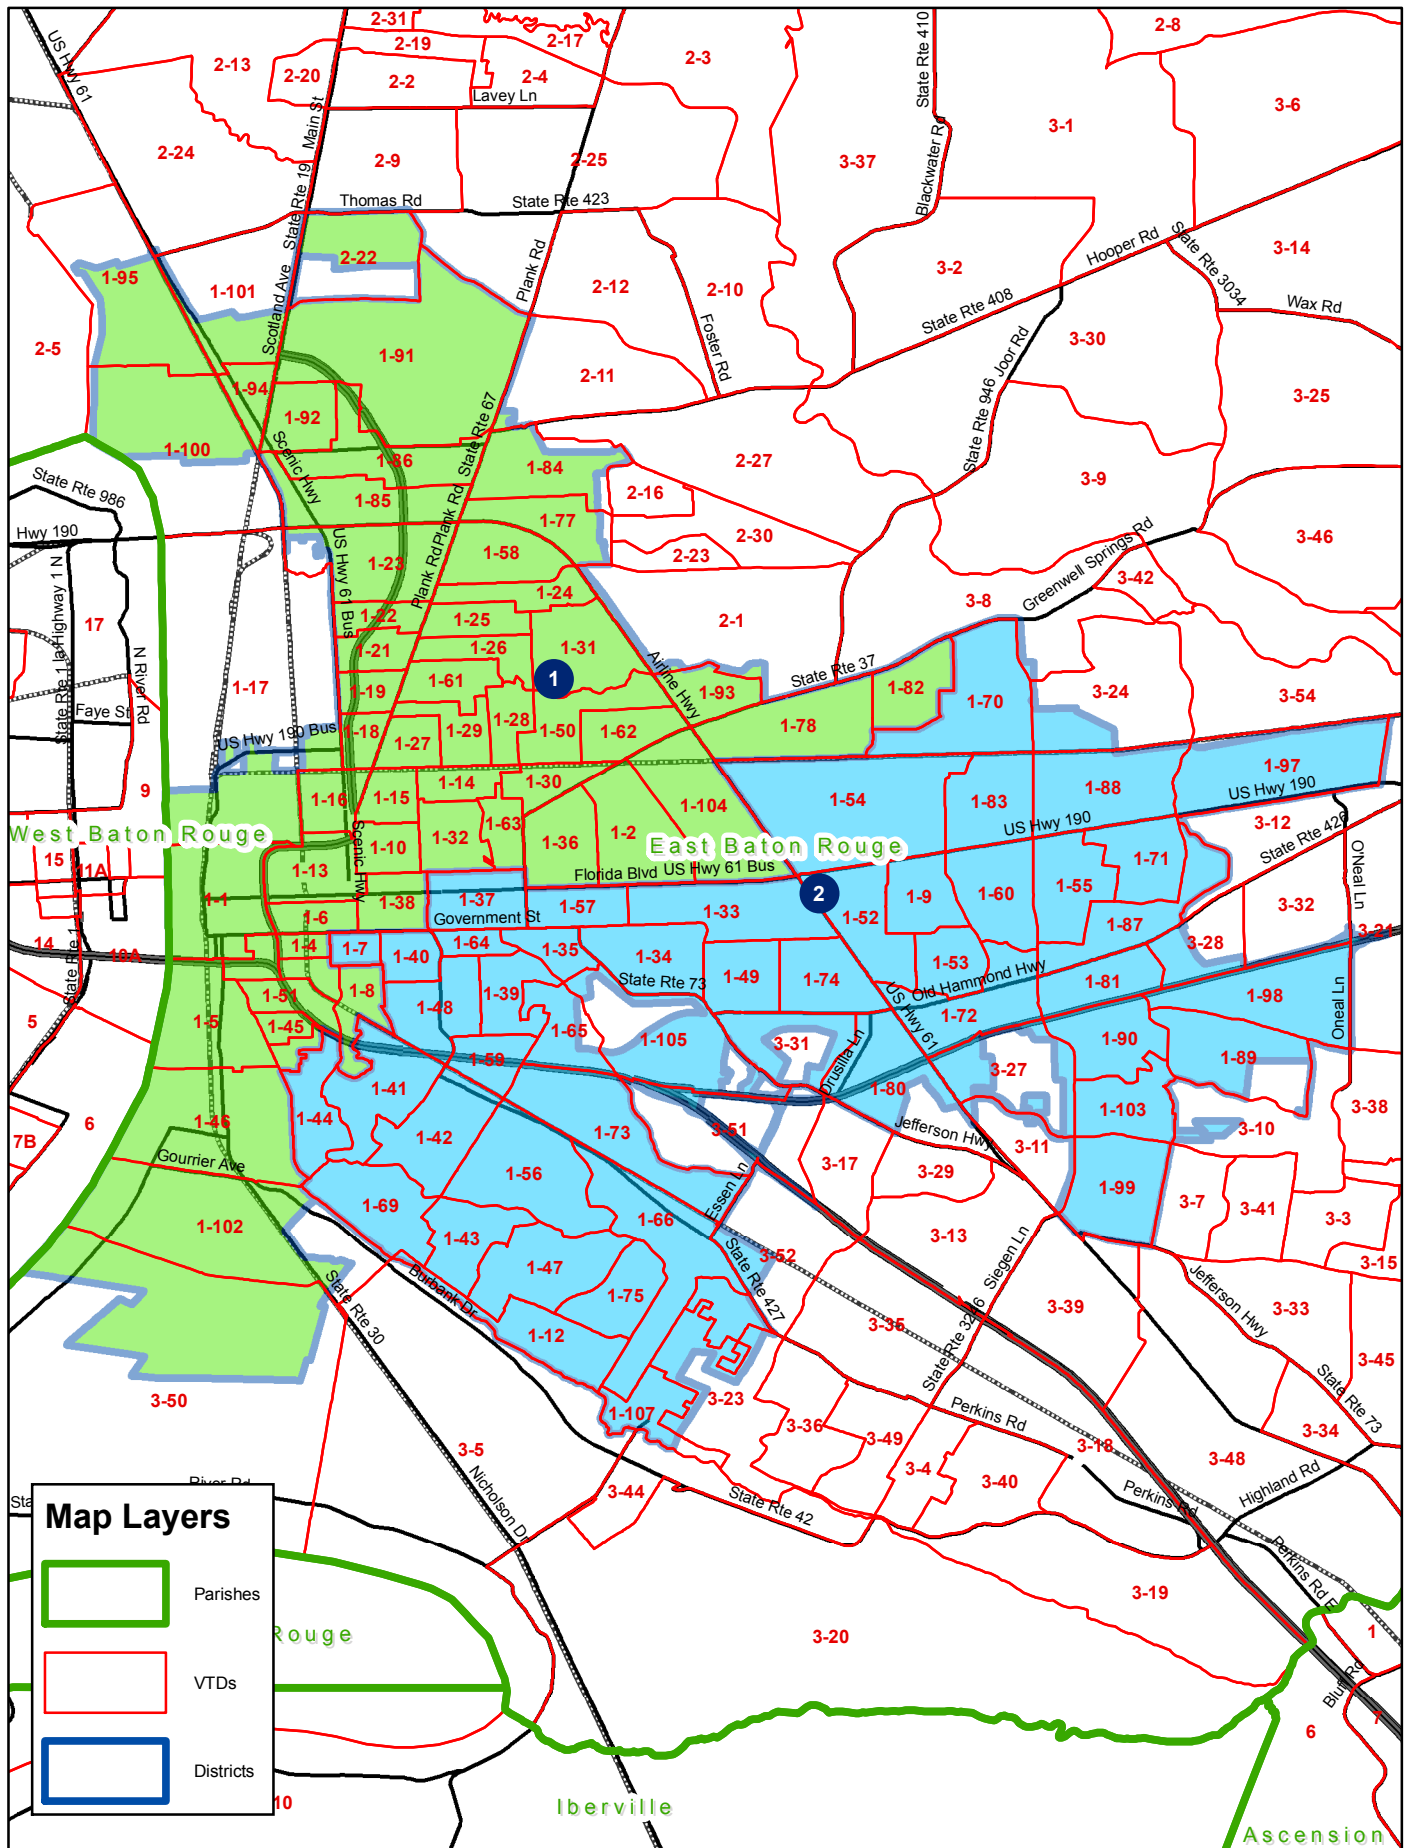 2-31
2-8
US Hwy 61
2-19
2-17
State Rte 410
2-13
2-20
2-2
2-4
2-3
Lavey Ln
3-6
Main St
3-1
2-24
2-9
2-25
3-37
Blackwater Rd
State Rte 19
Thomas Rd
State Rte 423
2-22
Plank Rd
Hooper Rd
State Rte 3034
3-14
1-95
1-101
2-12
2-10
3-2
Wax Rd
Scotland Ave
State Rte 408
2-5
1-91
Foster Rd
Joor Rd
3-30
2-11
1-94
State Rte 67
State Rte 946
3-25
1-92
1-100
Scenic Hwy
1-86
1-84
2-27
3-9
State Rte 986
1-85
Plank Rd
2-16
Hwy 190
1-77
2-30
3-46
US Hwy 61 Bus
1-58
2-23
Greenwell Springs Rd
1-23
Plank Rd
1-24
3-42
17
3-8
1-22
1-25
2-1
1-21
1-26
1-31
N River Rd
1-17
1-19
1-61
1
Airline Hwy
State Rte 37
1-93
1-82
1-70
3-24
3-54
Faye St
1-18
1-28
1-29
1-50
1-62
1-78
US Hwy 190 Bus
1-27
9
1-14
1-30
1-97
1-16
1-15
1-54
1-83
1-88
US Hwy 190
1-104
West Baton Rouge
1-32
1-63
1-36
1-2
East Baton Rouge
US Hwy 190
3-12
State Rte 426
15
1-10
11A
1-13
Scenic Hwy
Florida Blvd
US Hwy 61 Bus
1-71
O'Neal Ln
1-1
1-38
1-37
1-57
1-33
2
1-52
1-9
1-60
1-55
3-32
1-6
Government St
1-87
14
State Rte 1
10A
1-4
1-7
1-40
1-64
1-35
1-34
3-28
3-21
1-49
1-74
1-53
Old Hammond Hwy
State Rte 73
1-81
1-51
1-8
1-48
1-39
1-98
5
1-5
1-45
1-65
1-105
3-31
US Hwy 61
1-72
Oneal Ln
1-90
1-59
Drusilla Ln
3-27
1-89
1-41
1-80
1-44
1-103
6
1-46
1-42
1-73
3-51
Jefferson Hwy
3-11
3-10
3-38
7B
Gourrier Ave
3-17
3-29
1-56
Essen Ln
1-69
1-99
3-7
3-41
3-3
1-102
1-43
1-66
3-52
3-13
Siegen Ln
3-15
1-47
State Rte 427
Jefferson Hwy
Burbank Dr
State Rte 30
1-75
3-39
3-33
1-12
3-35
3-45
State Rte 73
3-50
3-23
1-107
Perkins Rd
3-36
3-34
3-5
3-49
3-18
3-48
3-4
3-40
Highland Rd
Nicholson Dr
3-44
State Rte 42
Perkins Rd
Map Layers
Perkins Rd E
Parishes
3-19
Rouge
3-20
1
VTDs
Bluff Rd
6
7
Districts
10
Iberville
Ascension